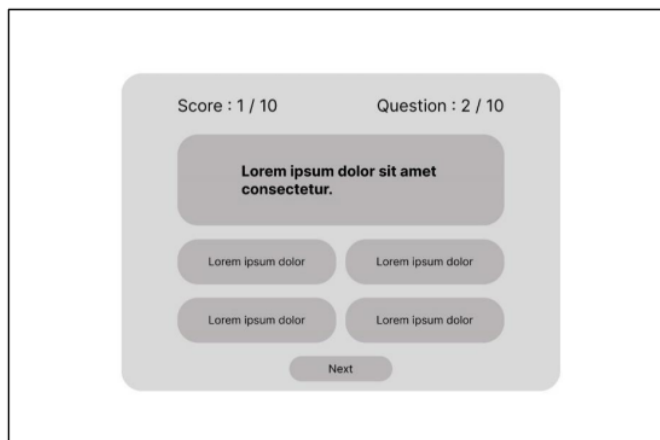 Score : 1 / 10
Question : 2 / 10
Lorem ipsum dolor sit amet
consectetur.
Lorem ipsum dolor
Lorem ipsum dolor
Lorem ipsum dolor
Lorem ipsum dolor
Next